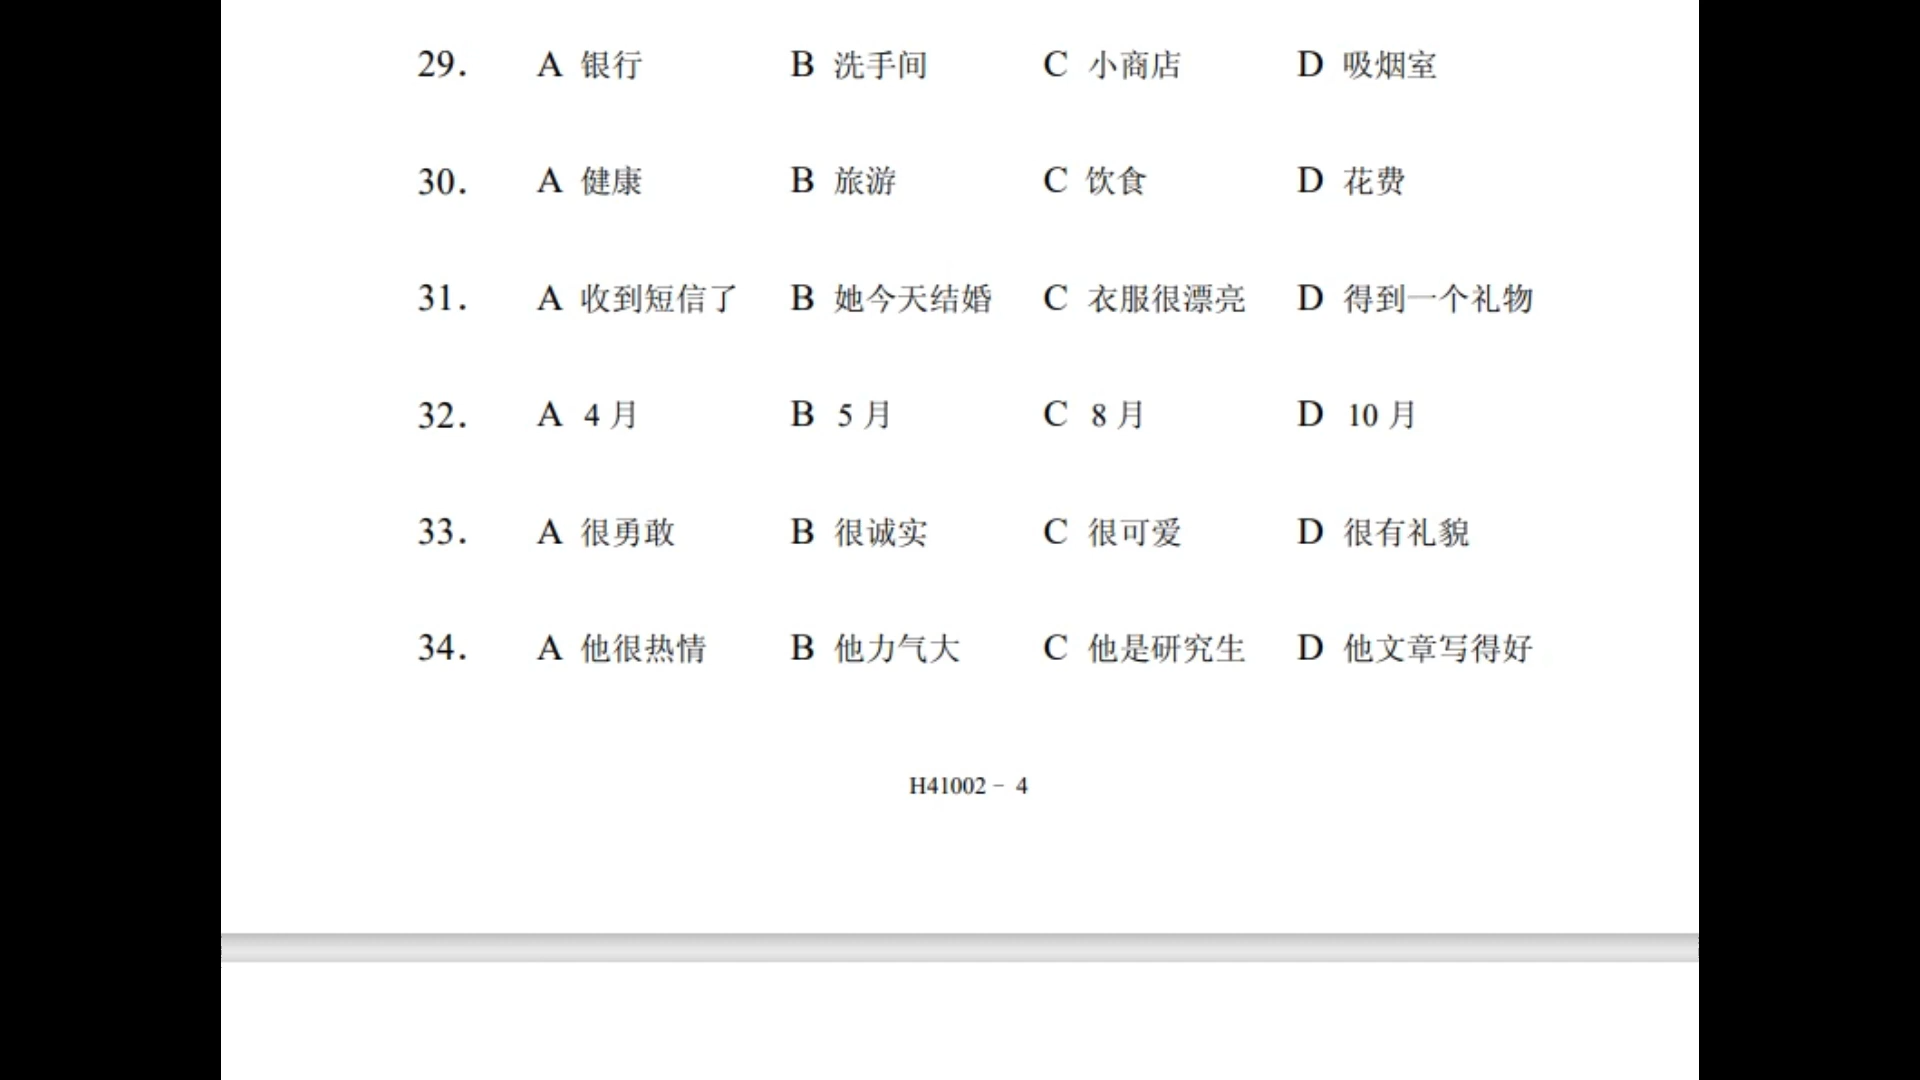 29. A 银行 B 洗手间 C 小商店 D 吸烟室
30. A 健康 B 旅游 C 饮食 D 花费
31. A 收到短信了 B 她今天结婚 C 衣服很漂亮 D 得到一个礼物
32. A 4 月 B 5 月 C 8 月 D 10 月
33. A 很勇敢 B 很诚实 C 很可爱 D 很有礼貌
34. A 他很热情 B 他力气大 C 他是研究生 D 他文章写得好
H41002 - 4